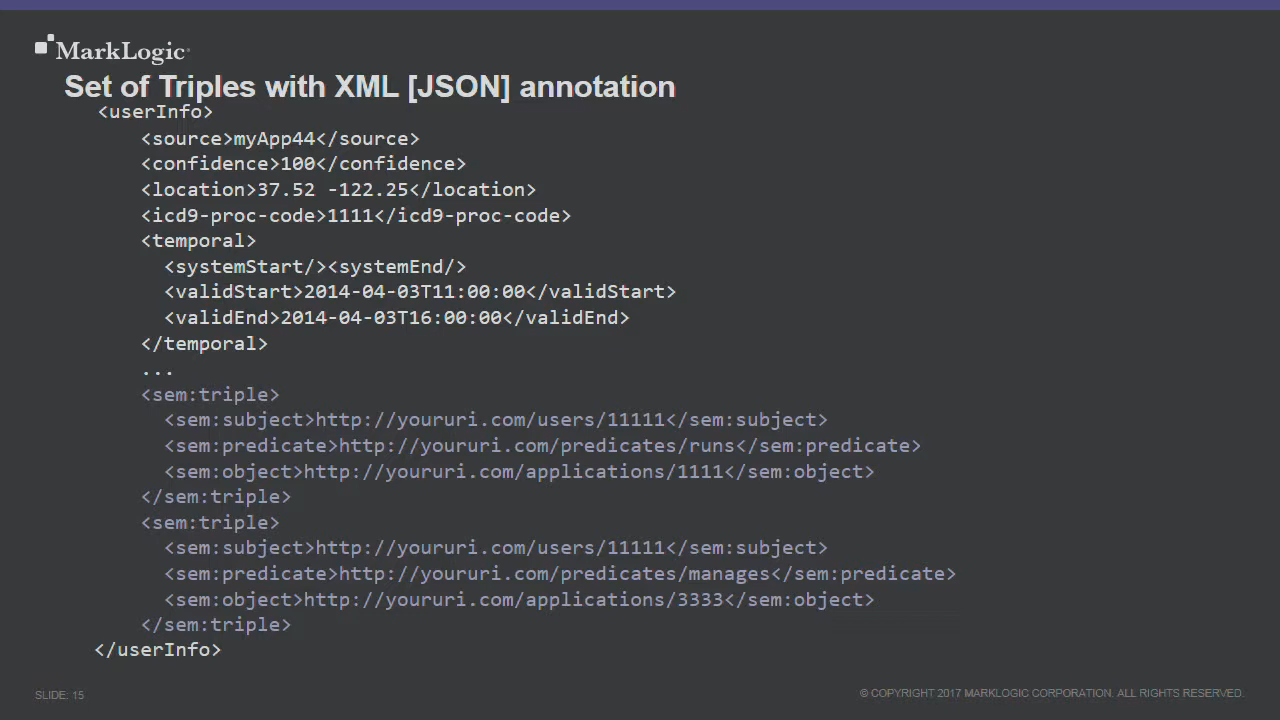 MarkLogic
Set of Triples with XML [JSON] annotation
<userInfo>
<source>myApp44</source>
<confidence>100</confidence>
<location>37.52 -122.25</location>
<icd9-proc-code>1111</icd9-proc-code>
<temporal>
<systemStart/><systemEnd/>
<validStart>2014-04-03T11:00:00</validStart>
<validEnd>2014-04-03T16:00:00</validEnd>
</temporal>
...
<sem:triple>
<sem:subject>http://youruri.com/users/11111</sem:subject>
<sem:predicate>http://youruri.com/predicates/runs</sem:predicate>
<sem:object>http://youruri.com/applications/1111</sem:object>
</sem:triple>
<sem:triple>
<sem:subject>http://youruri.com/users/11111</sem:subject>
<sem:predicate>http://youruri.com/predicates/manages</sem:predicate>
<sem:object>http://youruri.com/applications/3333</sem:object>
</sem:triple>
</userInfo>
SLIDE: 15
© COPYRIGHT 2017 MARKLOGIC CORPORATION. ALL RIGHTS RESERVED.